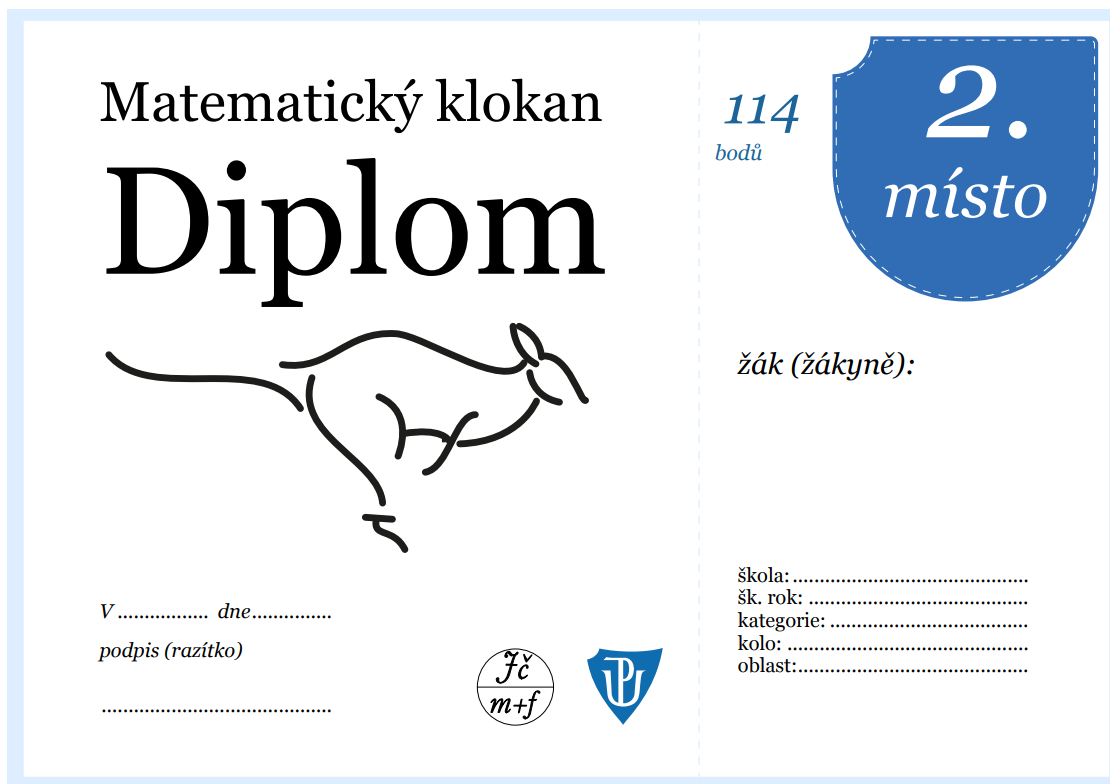 Matematický klokan
Diplom
V ................. dne...............
podpis (razítko)
...........................................
Jč
m+f
UP
114
bodů
2.
místo
žák (žákyně):
škola: ............................................
šk. rok: .........................................
kategorie: .....................................
kolo: .............................................
oblast:...........................................